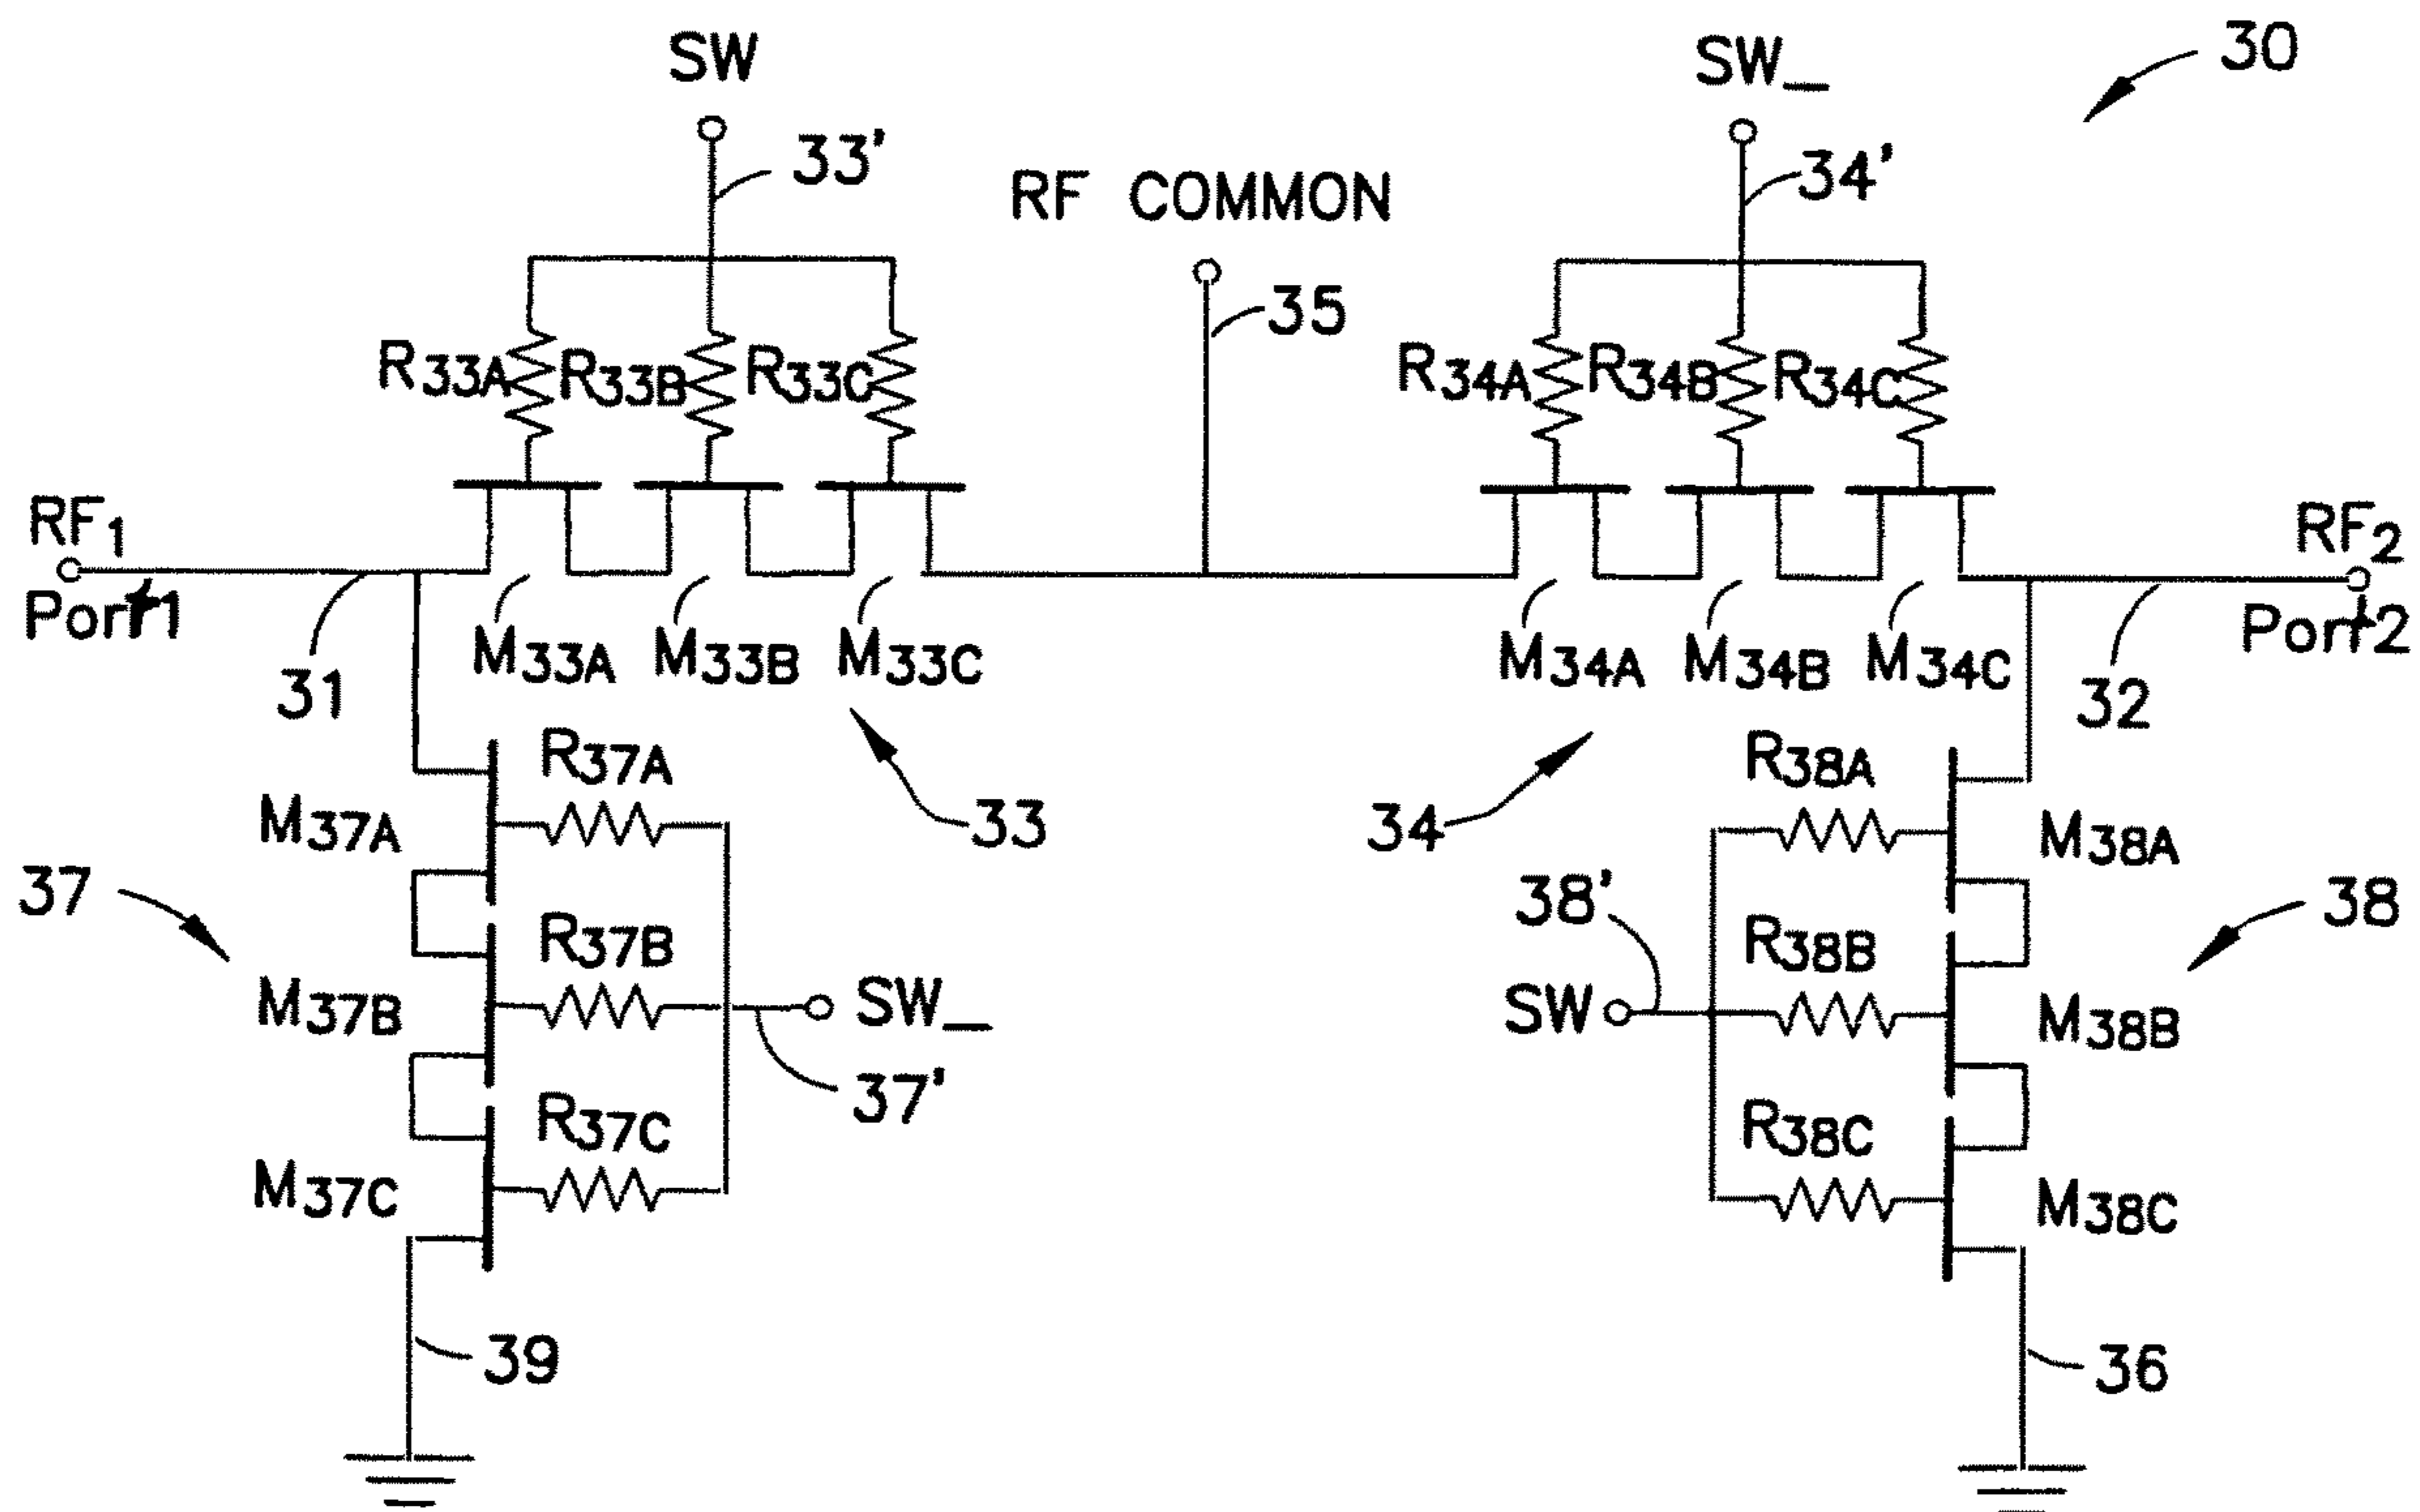 SW
SW_
30
33'
34'
RF COMMON
35
R33A
R33B
R33C
R34A
R34B
R34C
RF1
Port1
RF2
Port2
31
M33A
M33B
M33C
M34A
M34B
M34C
32
33
34
R37A
M37A
37
R37B
M37B
SW_
37'
R37C
M37C
39
R38A
M38A
38'
38
SW
R38B
M38B
R38C
M38C
36